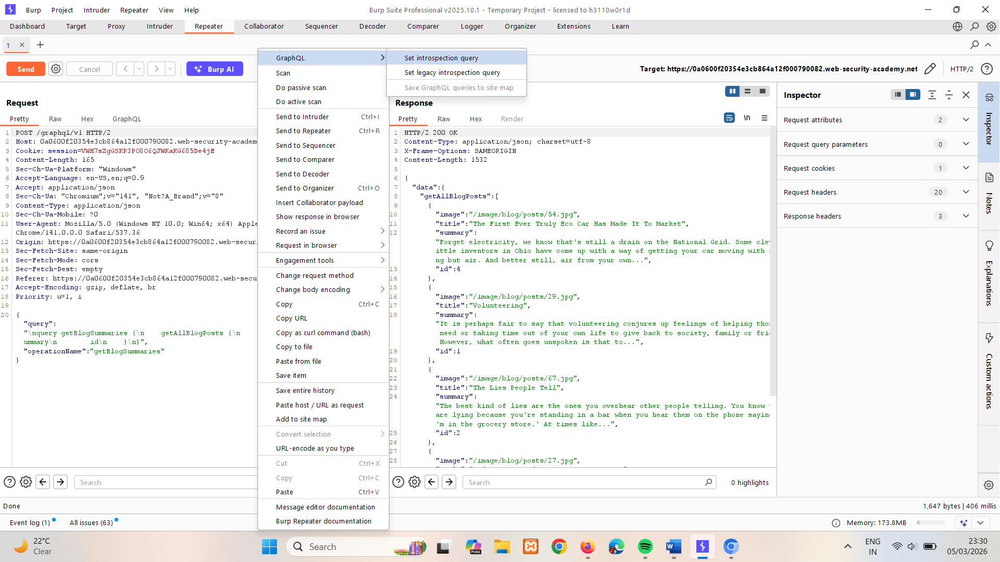 Burp Project Intruder Repeater View Help Burp Suite Professional v2025.10.1 - Temporary Project - licensed to h3110w0r1d
Dashboard Target Proxy Intruder Repeater Collaborator Sequencer Decoder Comparer Logger Organizer Extensions Learn
1
Send Cancel Burp AI Target: https://0a0600f20354e3cb864a12f000790082.web-security-academy.net HTTP/2
Request
Pretty Raw Hex GraphQL
1 POST /graphql/v1 HTTP/2
2 Host: 0a0600f20354e3cb864a12f000790082.web-security-academ
3 Cookie: session=VWH7sZgGSKP3PO8O6QJWKaKG685De4jE
4 Content-Length: 165
5 Sec-Ch-Ua-Platform: "Windows"
6 Accept-Language: en-US,en;q=0.9
7 Accept: application/json
8 Sec-Ch-Ua: "Chromium";v="141", "Not?A_Brand";v="8"
9 Content-Type: application/json
10 Sec-Ch-Ua-Mobile: ?0
11 User-Agent: Mozilla/5.0 (Windows NT 10.0; Win64; x64) Apple
Chrome/141.0.0.0 Safari/537.36
12 Origin: https://0a0600f20354e3cb864a12f000790082.web-secur
13 Sec-Fetch-Site: same-origin
14 Sec-Fetch-Mode: cors
15 Sec-Fetch-Dest: empty
16 Referer: https://0a0600f20354e3cb864a12f000790082.web-secu
17 Accept-Encoding: gzip, deflate, br
18 Priority: u=1, i
19
20 {
"query":
"\nquery getBlogSummaries {\n    getAllBlogPosts {\n
ummary\n        id\n    }\n}",
"operationName":"getBlogSummaries"
}
GraphQL
Scan
Do passive scan
Do active scan
Send to Intruder Ctrl+I
Send to Repeater Ctrl+R
Send to Sequencer
Send to Comparer
Send to Decoder
Send to Organizer Ctrl+O
Insert Collaborator payload
Show response in browser
Record an issue
Request in browser
Engagement tools
Change request method
Change body encoding
Copy Ctrl+C
Copy URL
Copy as curl command (bash)
Copy to file
Paste from file
Save item
Save entire history
Paste host / URL as request
Add to site map
Convert selection
URL-encode as you type
Cut Ctrl+X
Copy Ctrl+C
Paste Ctrl+V
Message editor documentation
Burp Repeater documentation
Set introspection query
Set legacy introspection query
Save GraphQL queries to site map
Response
Pretty Raw Hex Render \n
1 HTTP/2 200 OK
2 Content-Type: application/json; charset=utf-8
3 X-Frame-Options: SAMEORIGIN
4 Content-Length: 1532
5
6 {
7 "data":{
8 "getAllBlogPosts":[
9 {
10 "image":"/image/blog/posts/54.jpg",
11 "title":"The First Ever Truly Eco Car Has Made It To Market",
12 "summary":
"Forget electricity, we know that's still a drain on the National Grid. Some cle
ittle inventors in Ohio have come up with a way of getting your car moving with
ng but air. And better still, air from your own...",
13 "id":4
14 },
15 {
16 "image":"/image/blog/posts/29.jpg",
17 "title":"Volunteering",
18 "summary":
"It is perhaps fair to say that volunteering conjures up feelings of helping tho
need or taking time out of your own life to give back to society, family or fri
However, what often goes unspoken is that to...",
19 "id":1
20 },
21 {
22 "image":"/image/blog/posts/67.jpg",
23 "title":"The Lies People Tell",
24 "summary":
"The best kind of lies are the ones you overhear other people telling. You know
are lying because you're standing in a bar when you hear them on the phone sayin
'm in the grocery store.' At times like...",
25 "id":2
26 },
27 {
28 "image":"/image/blog/posts/27.jpg",
Inspector
Request attributes 2
Request query parameters 0
Request cookies 1
Request headers 20
Response headers 3
Inspector
Notes
Explanations
Custom actions
Search
Search 0 highlights
Done 1,647 bytes | 406 millis
Event log (1) All issues (63) Memory: 173.8MB
22°C
Clear
Search
M365
ENG
IN
23:30
05/03/2026